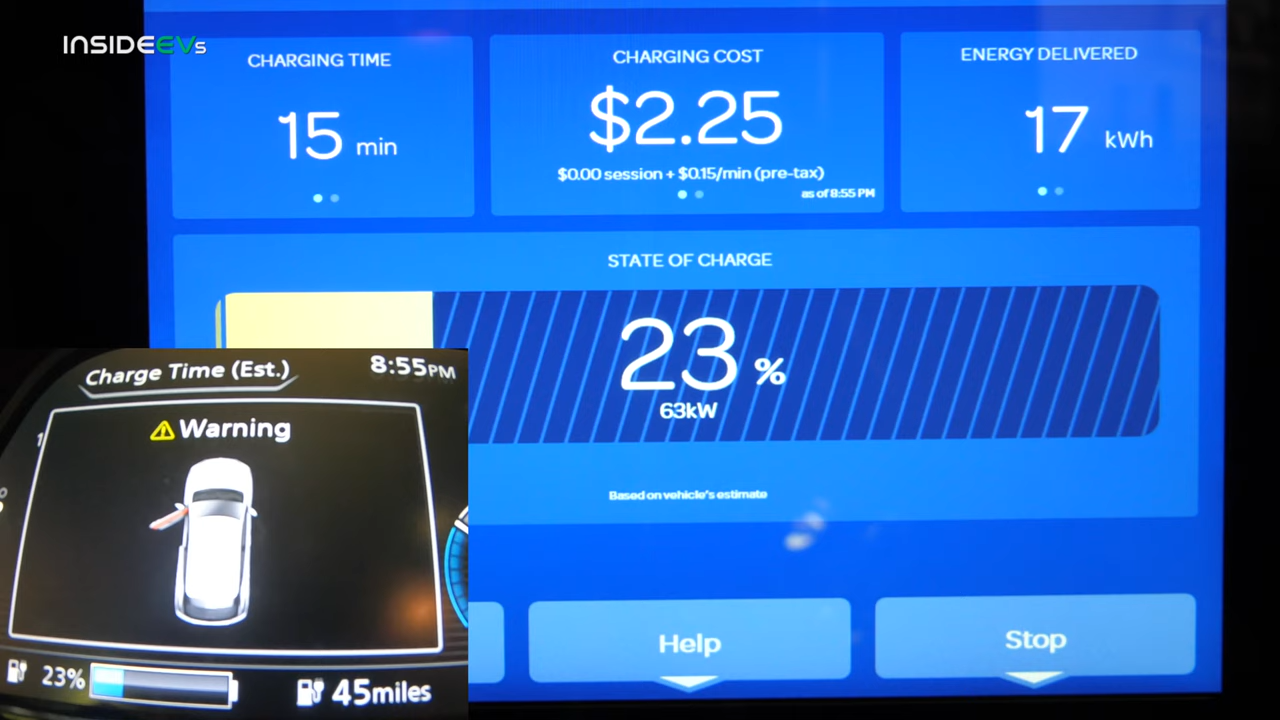 INSIDEEVs
CHARGING TIME
15 min
CHARGING COST
$2.25
$0.00 session + $0.15/min (pre-tax)
as of 8:55 PM
ENERGY DELIVERED
17 kWh
STATE OF CHARGE
23 %
63kW
Based on vehicle's estimate
Help
Stop
Charge Time (Est.)
8:55PM
Warning
23%
45miles